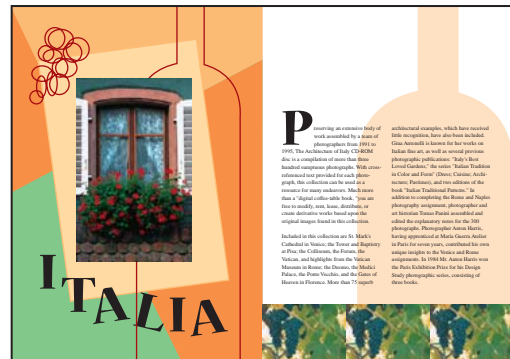 ITALIA
Preserving an extensive body of
work assembled by a team of
photographers from 1991 to
1995, The Architecture of Italy CD-ROM
disc is a compilation of more than three
hundred sumptuous photographs. With cross-
referenced text provided for each photo-
graph, this collection can be used as a
resource for many endeavors. Much more
than a "digital coffee-table book," you are
free to modify, rent, lease, distribute, or
create derivative works based upon the
original images found in this collection.
Included in this collection are St. Mark's
Cathedral in Venice; the Tower and Baptistry
at Pisa; the Colliseum, the Forum, the
Vatican, and highlights from the Vatican
Museum in Rome; the Duomo, the Medici
Palace, the Ponte Vecchio, and the Gates of
Heaven in Florence. More than 75 superb
architectural examples, which have received
little recognition, have also been included.
Gina Antonelli is known for her works on
Italian fine art, as well as several previous
photographic publications: "Italy's Best
Loved Gardens," the series "Italian Tradition
in Color and Form" (Dress; Cuisine; Archi-
tecture; Pastimes), and two editions of the
book "Italian Traditional Patterns." In
addition to completing the Rome and Naples
photography assignment, photographer and
art historian Tomas Panini assembled and
edited the explanatory notes for the 300
photographs. Photographer Anton Harris,
having apprenticed at Maria Guerra Atelier
in Paris for seven years, contributed his own
unique insights to the Venice and Rome
assignments. In 1984 Mr. Anton Harris won
the Paris Exhibition Prize for his Design
Study photographic series, consisting of
three books.